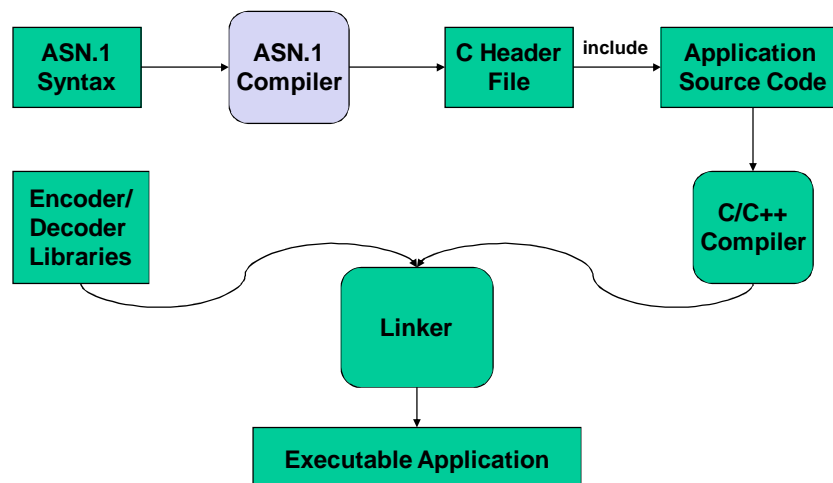 ASN.1
Syntax
ASN.1
Compiler
C Header
File
include
Application
Source Code
Encoder/
Decoder
Libraries
C/C++
Compiler
Linker
Executable Application